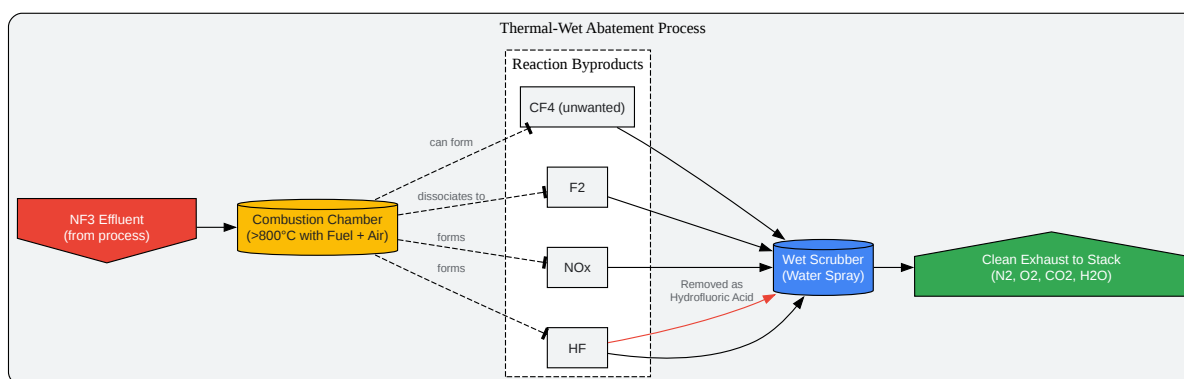 Thermal-Wet Abatement Process
Reaction Byproducts
CF4 (unwanted)
can form
F2
dissociates to
NF3 Effluent
(from process)
Combustion Chamber
(>800°C with Fuel + Air)
forms
NOx
forms
Wet Scrubber
(Water Spray)
Clean Exhaust to Stack
(N2, O2, CO2, H2O)
Removed as
Hydrofluoric Acid
HF